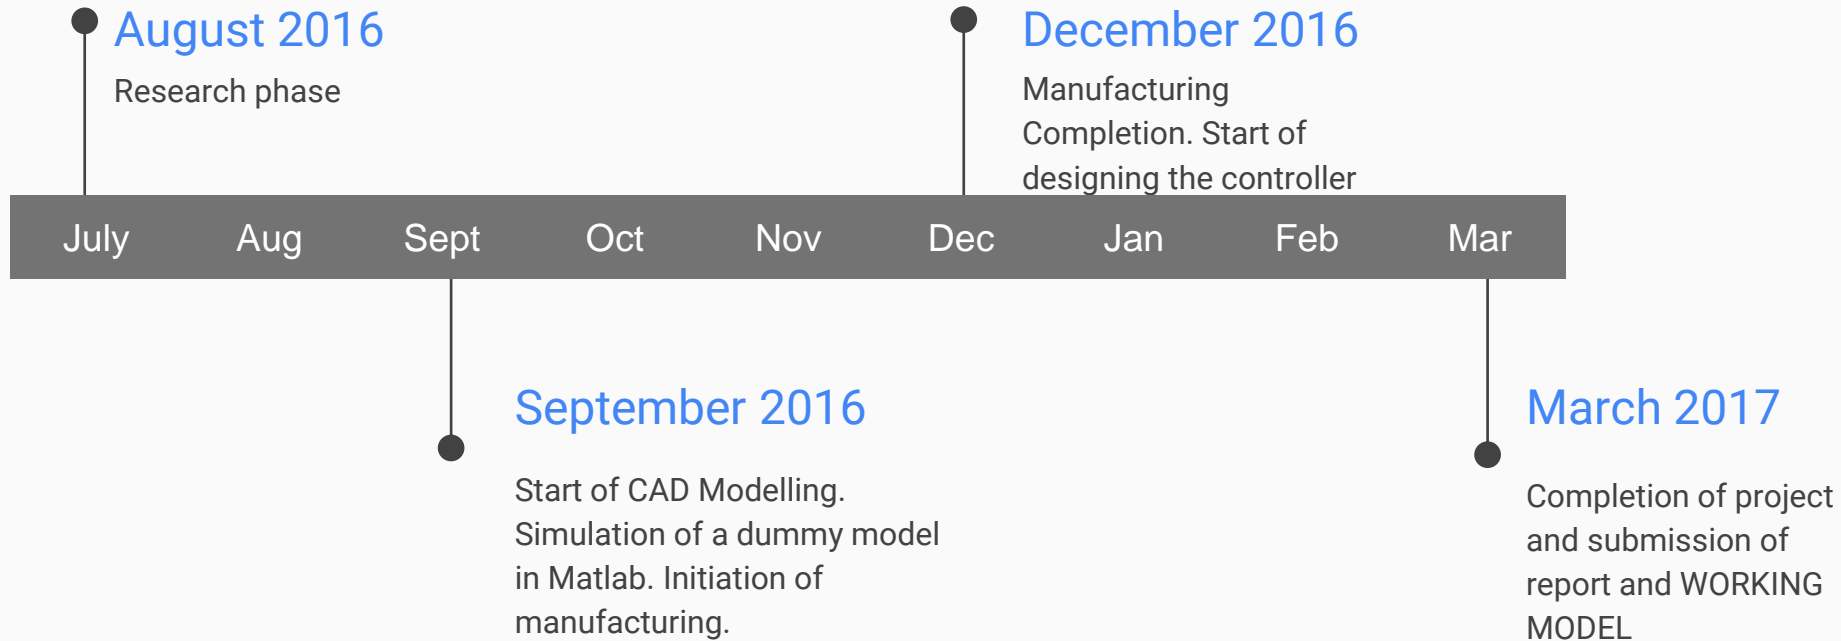 August 2016
Research phase
December 2016
Manufacturing
Completion. Start of
designing the controller
July Aug Sept Oct Nov Dec Jan Feb Mar
September 2016
Start of CAD Modelling.
Simulation of a dummy model
in Matlab. Initiation of
manufacturing.
March 2017
Completion of project
and submission of
report and WORKING
MODEL